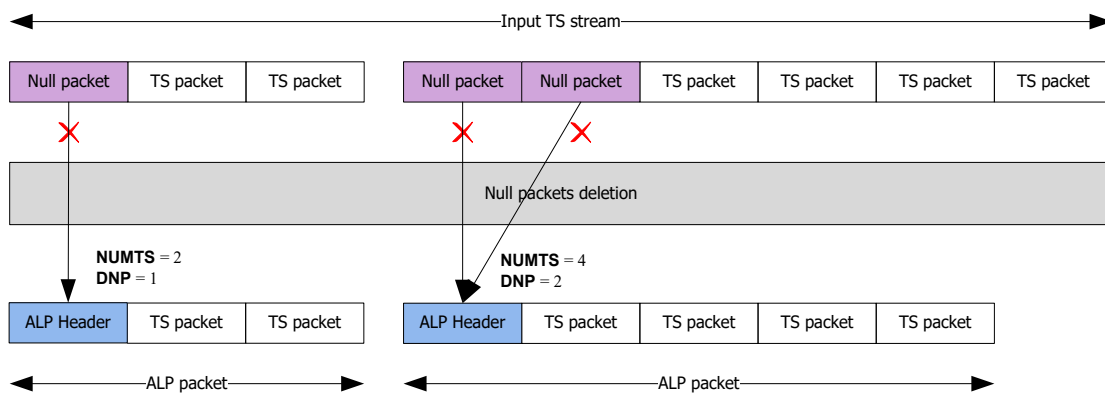 Input TS stream
Null packet TS packet TS packet Null packet Null packet TS packet TS packet TS packet TS packet
Null packets deletion
NUMTS = 2
DNP = 1
NUMTS = 4
DNP = 2
ALP Header TS packet TS packet ALP Header TS packet TS packet TS packet TS packet
ALP packet ALP packet